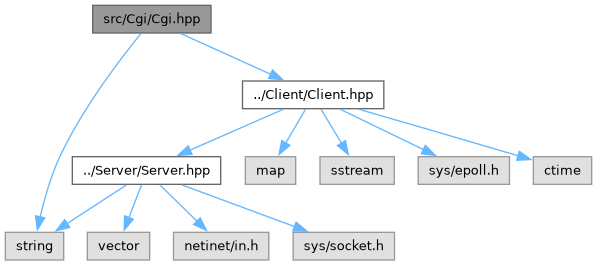 src/Cgi/Cgi.hpp
../Client/Client.hpp
../Server/Server.hpp
map
sstream
sys/epoll.h
ctime
string
vector
netinet/in.h
sys/socket.h